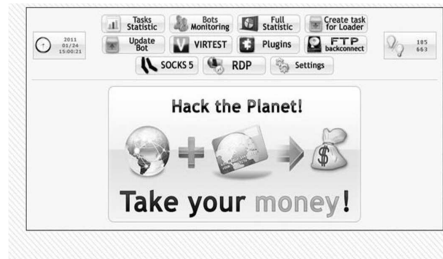 Tasks Statistic
Bots Monitoring
Full Statistic
Create task for Loader
2011
01/24
15:00:21
Update Bot
VIRTEST
Plugins
FTP backconnect
185
663
SOCKS 5
RDP
Settings
Hack the Planet!
Take your money!